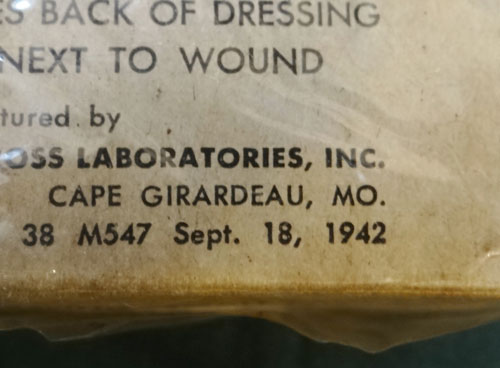 ES BACK OF DRESSING
NEXT TO WOUND
tured by
OSS LABORATORIES, INC.
CAPE GIRARDEAU, MO.
38 M547 Sept. 18, 1942